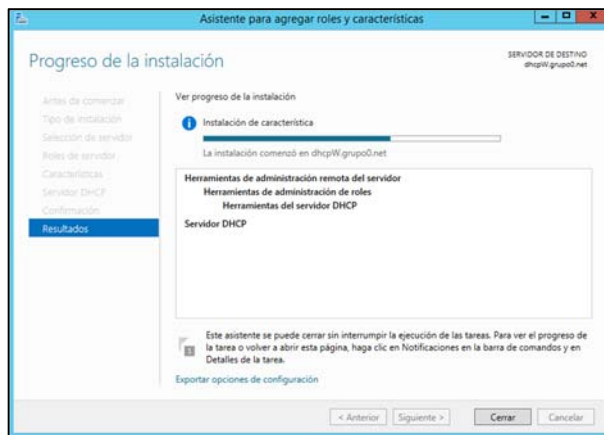 Asistente para agregar roles y características
Progreso de la instalación
SERVIDOR DE DESTINO
dhcpW.grupo0.net
Antes de comenzar
Tipo de instalación
Selección de servidor
Roles de servidor
Características
Servidor DHCP
Confirmación
Resultados
Ver progreso de la instalación
Instalación de característica
La instalación comenzó en dhcpW.grupo0.net
Herramientas de administración remota del servidor
Herramientas de administración de roles
Herramientas del servidor DHCP
Servidor DHCP
Este asistente se puede cerrar sin interrumpir la ejecución de las tareas. Para ver el progreso de
la tarea o volver a abrir esta página, haga clic en Notificaciones en la barra de comandos y en
Detalles de la tarea.
Exportar opciones de configuración
< Anterior
Siguiente >
Cerrar
Cancelar